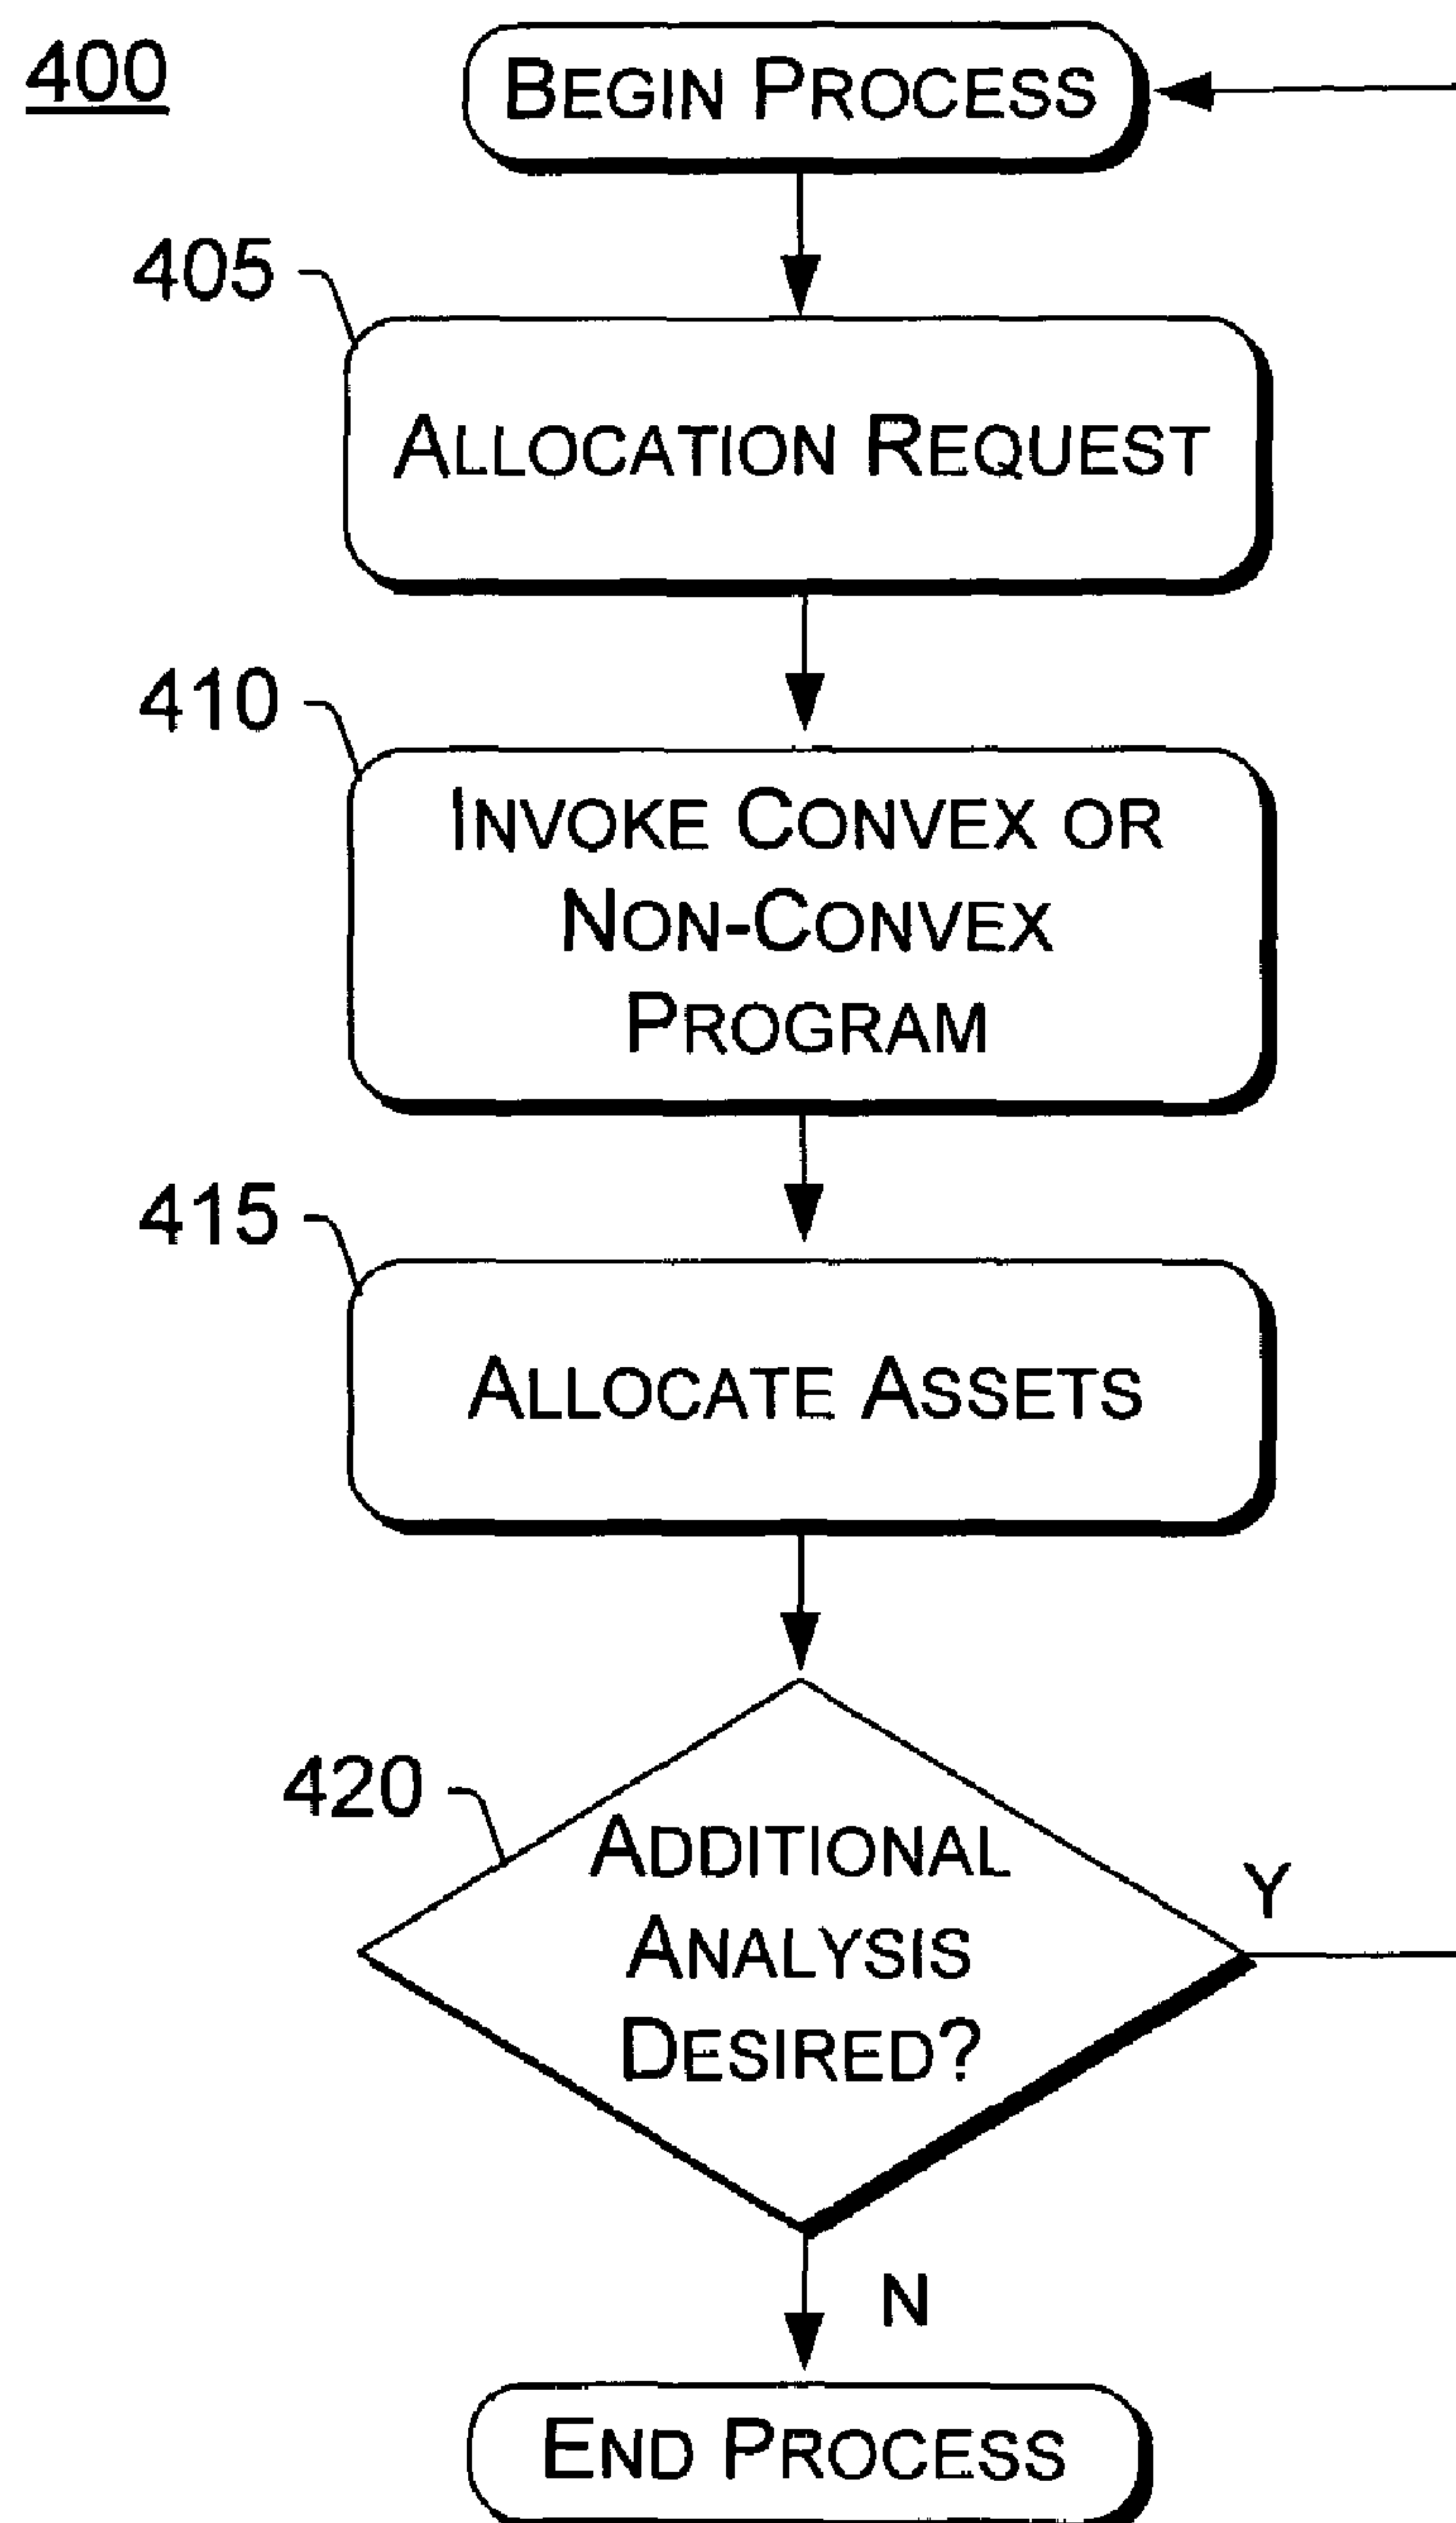 400
BEGIN PROCESS
405
ALLOCATION REQUEST
410
INVOKE CONVEX OR
NON-CONVEX
PROGRAM
415
ALLOCATE ASSETS
420
ADDITIONAL
ANALYSIS
DESIRED?
Y
N
END PROCESS